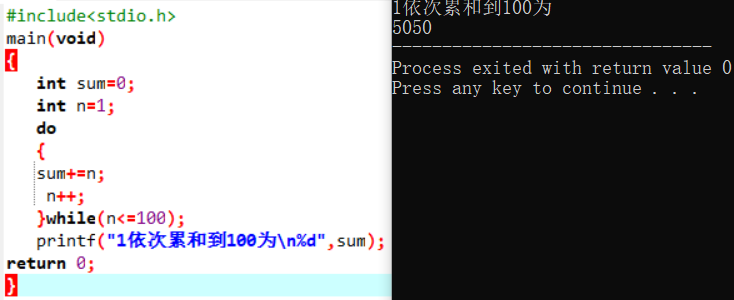 #include<stdio.h>
main(void)
{
int sum=0;
int n=1;
do
{
sum+=n;
n++;
}while(n<=100);
printf("1依次累和到100为\n%d",sum);
return 0;
}
1依次累和到100为
5050
--------------------------------
Process exited with return value 0
Press any key to continue . . .